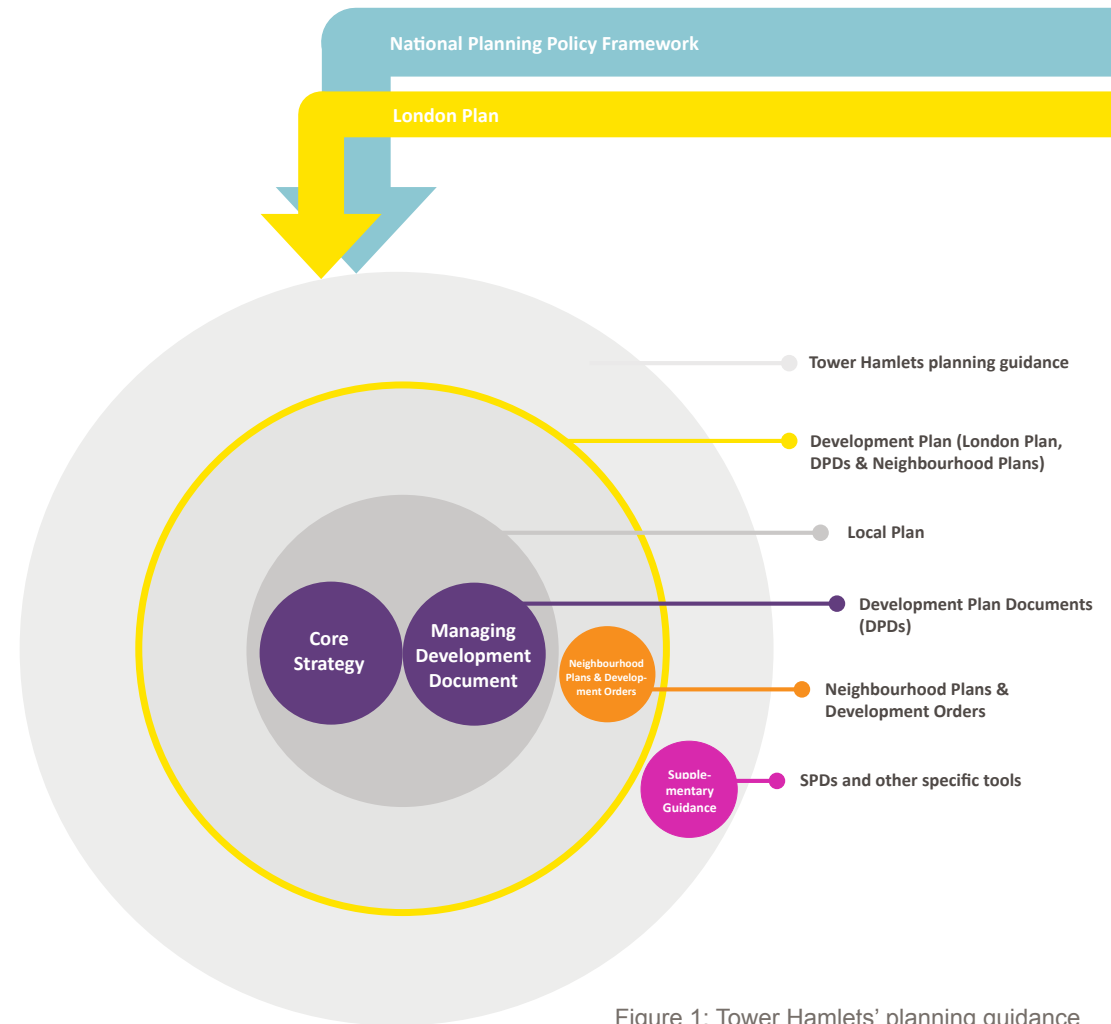 National Planning Policy Framework
London Plan
Tower Hamlets planning guidance
Development Plan (London Plan,
DPDs & Neighbourhood Plans)
Local Plan
Development Plan Documents
(DPDs)
Core
Strategy
Managing
Development
Document
Neighbourhood
Plans & Develop-
ment Orders
Neighbourhood Plans &
Development Orders
Supple-
mentary
Guidance
SPDs and other specific tools
Figure 1: Tower Hamlets' planning guidance